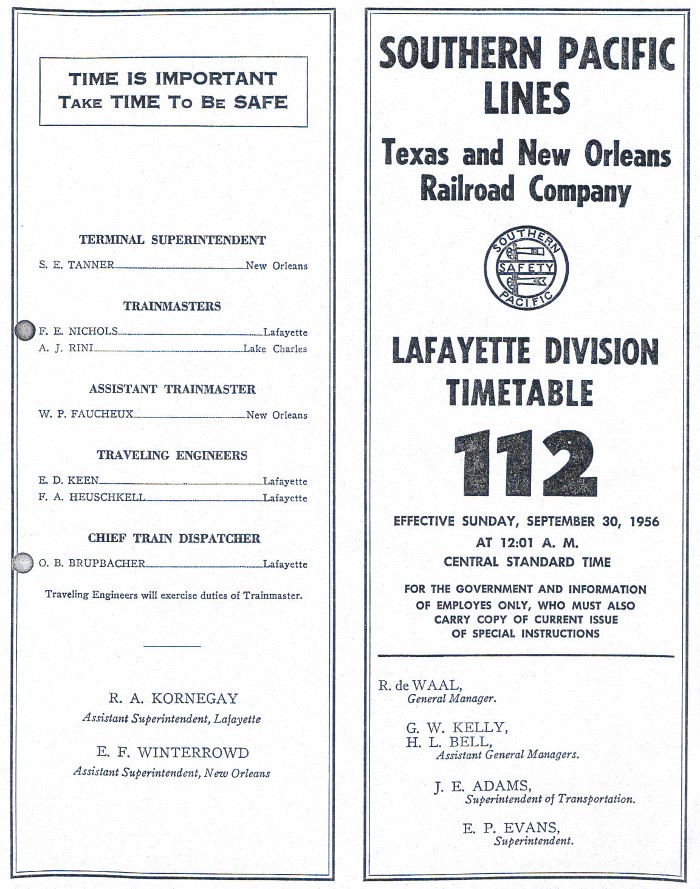 TIME IS IMPORTANT
TAKE TIME TO BE SAFE
TERMINAL SUPERINTENDENT
S. E. TANNER New Orleans
TRAINMASTERS
F. E. NICHOLS Lafayette
A. J. RINI Lake Charles
ASSISTANT TRAINMASTER
W. P. FAUCHEUX New Orleans
TRAVELING ENGINEERS
E. D. KEEN Lafayette
F. A. HEUSCHKELL Lafayette
CHIEF TRAIN DISPATCHER
O. B. BRUPBACHER Lafayette
Traveling Engineers will exercise duties of Trainmaster.
R. A. KORNEGAY
Assistant Superintendent, Lafayette
E. F. WINTERROWD
Assistant Superintendent, New Orleans
SOUTHERN PACIFIC
LINES
Texas and New Orleans
Railroad Company
SOUTHERN
SAFETY
PACIFIC
LAFAYETTE DIVISION
TIMETABLE
112
EFFECTIVE SUNDAY, SEPTEMBER 30, 1956
AT 12:01 A. M.
CENTRAL STANDARD TIME
FOR THE GOVERNMENT AND INFORMATION
OF EMPLOYES ONLY, WHO MUST ALSO
CARRY COPY OF CURRENT ISSUE
OF SPECIAL INSTRUCTIONS
R. de WAAL,
General Manager.
G. W. KELLY,
H. L. BELL,
Assistant General Managers.
J. E. ADAMS,
Superintendent of Transportation.
E. P. EVANS,
Superintendent.